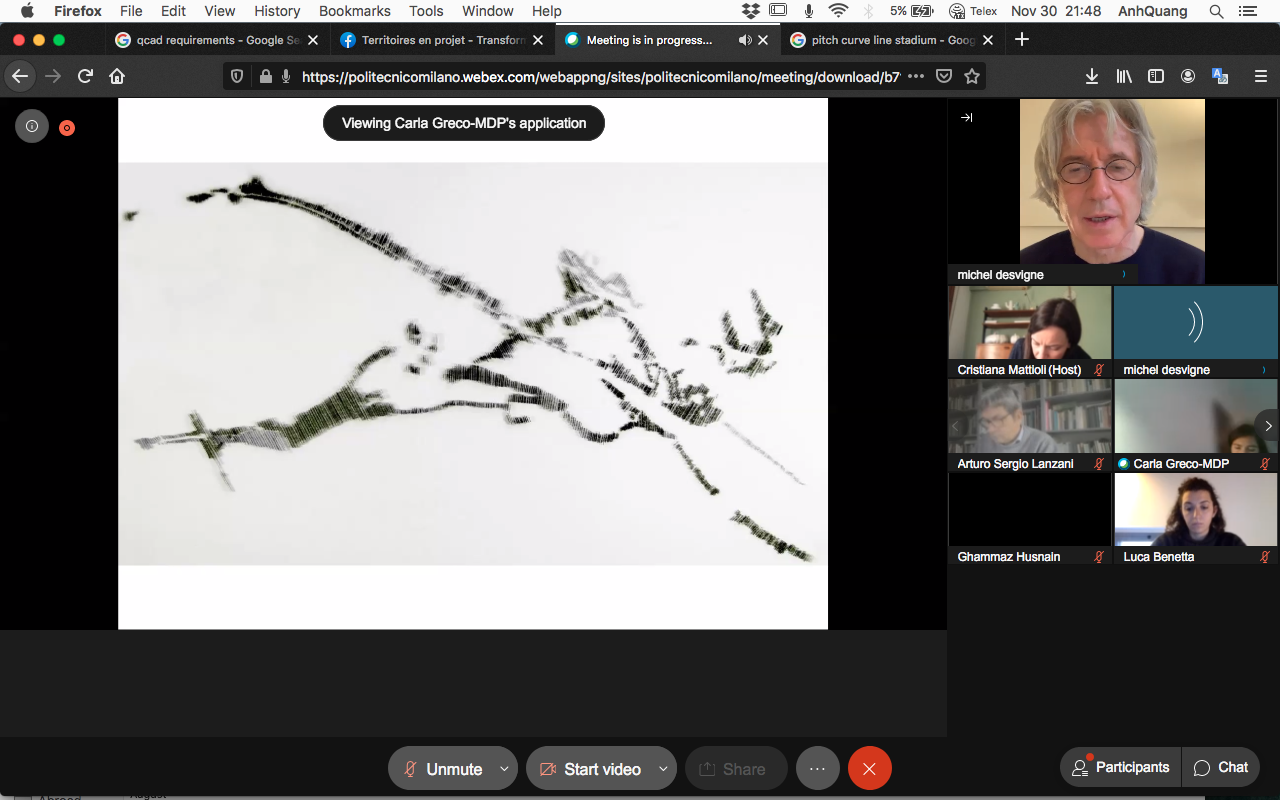 Firefox File Edit View History Bookmarks Tools Window Help 5% Telex Nov 30 21:48 AnhQuang
qcad requirements - Google Se
Territoires en projet - Transforn
Meeting is in progress...
pitch curve line stadium - Goog
https://politecnicomilano.webex.com/webappng/sites/politecnicomilano/meeting/download/b7
Viewing Carla Greco-MDP's application
michel desvigne
Cristiana Mattioli (Host)
michel desvigne
Arturo Sergio Lanzani
Carla Greco-MDP
Ghammaz Husnain
Luca Benetta
Unmute
Start video
Share
Participants
Chat